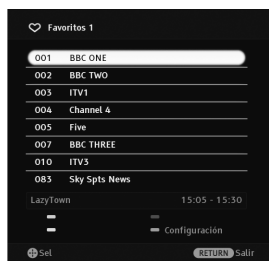 Favoritos 1
001 BBC ONE
002 BBC TWO
003 ITV1
004 Channel 4
005 Five
007 BBC THREE
010 ITV3
083 Sky Spts News
LazyTown 15:05 - 15:30
Configuración
Sel RETURN Salir